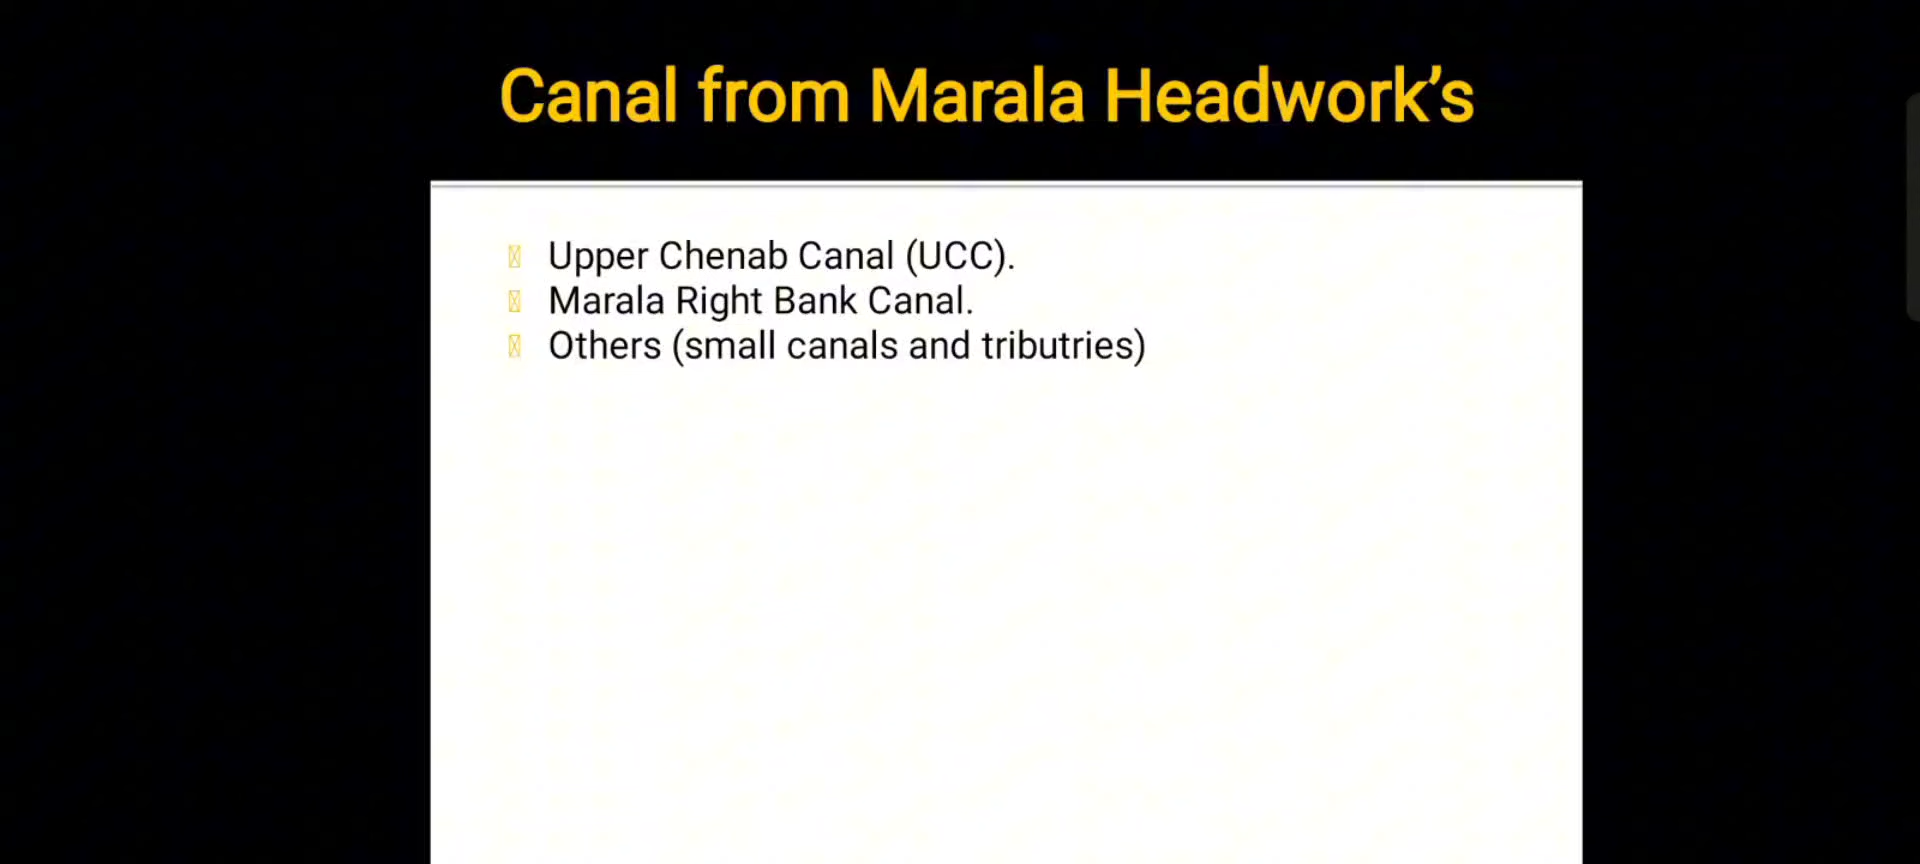 Canal from Marala Headwork’s
Upper Chenab Canal (UCC).
Marala Right Bank Canal.
Others (small canals and tributries)